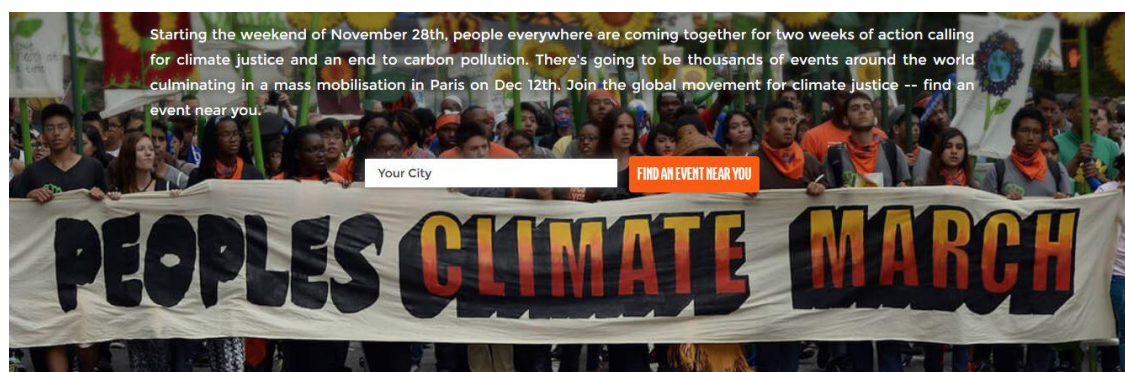 Starting the weekend of November 28th, people everywhere are coming together for two weeks of action calling
for climate justice and an end to carbon pollution. There's going to be thousands of events around the world
culminating in a mass mobilisation in Paris on Dec 12th. Join the global movement for climate justice -- find an
event near you.
Your City
FIND AN EVENT NEAR YOU
PEOPLES CLIMATE MARCH